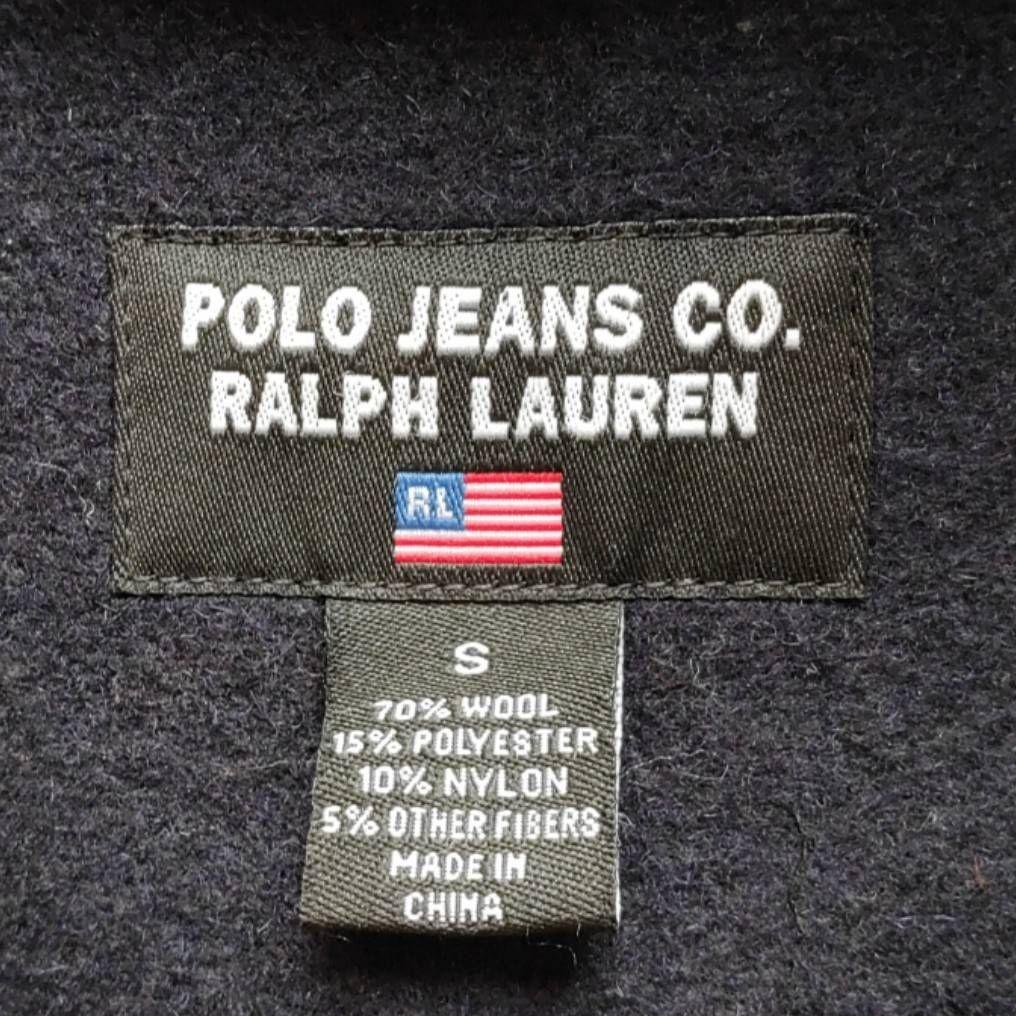 POLO JEANS CO.
RALPH LAUREN
RL
S
70% WOOL
15% POLYESTER
10% NYLON
5% OTHER FIBERS
MADE IN
CHINA